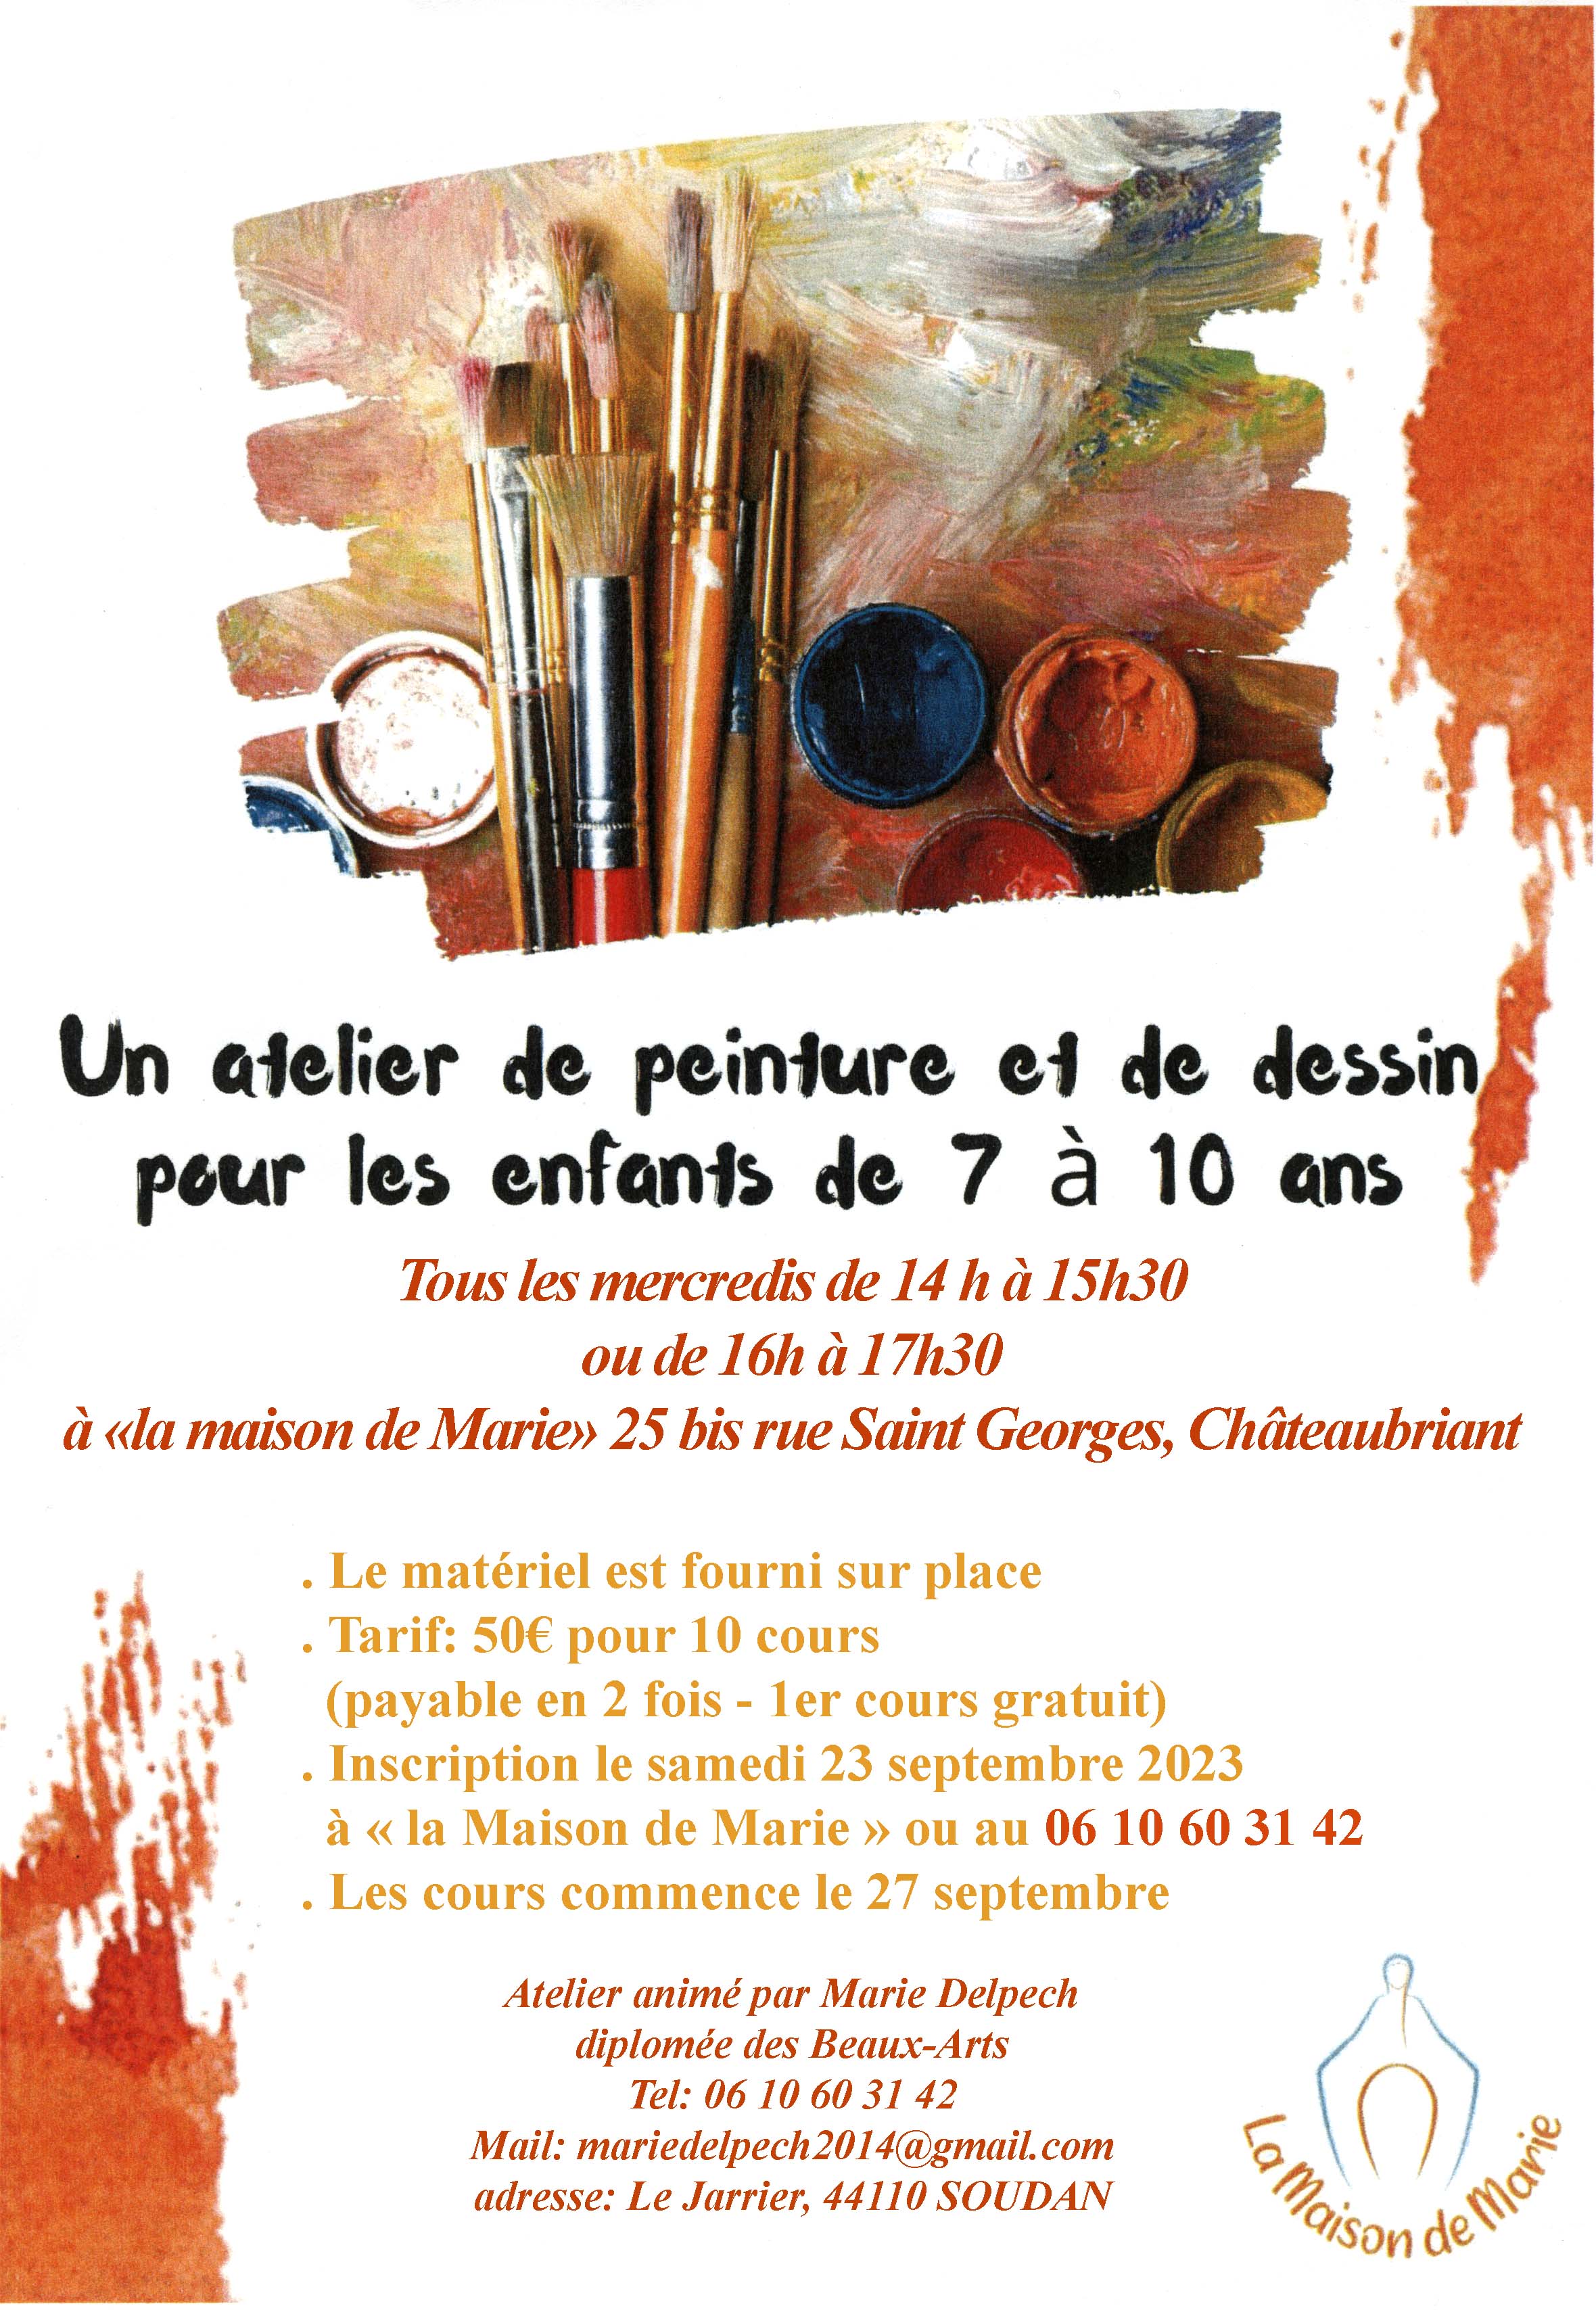 Un atelier de peinture et de dessin
pour les enfants de 7 à 10 ans
Tous les mercredis de 14 h à 15h30
ou de 16h à 17h30
à «la maison de Marie» 25 bis rue Saint Georges, Châteaubriant
. Le matériel est fourni sur place
. Tarif: 50€ pour 10 cours
(payable en 2 fois - 1er cours gratuit)
. Inscription le samedi 23 septembre 2023
à « la Maison de Marie » ou au 06 10 60 31 42
. Les cours commence le 27 septembre
Atelier animé par Marie Delpech
diplomée des Beaux-Arts
Tel: 06 10 60 31 42
Mail: mariedelpech2014@gmail.com
adresse: Le Jarrier, 44110 SOUDAN
La Maison de Marie